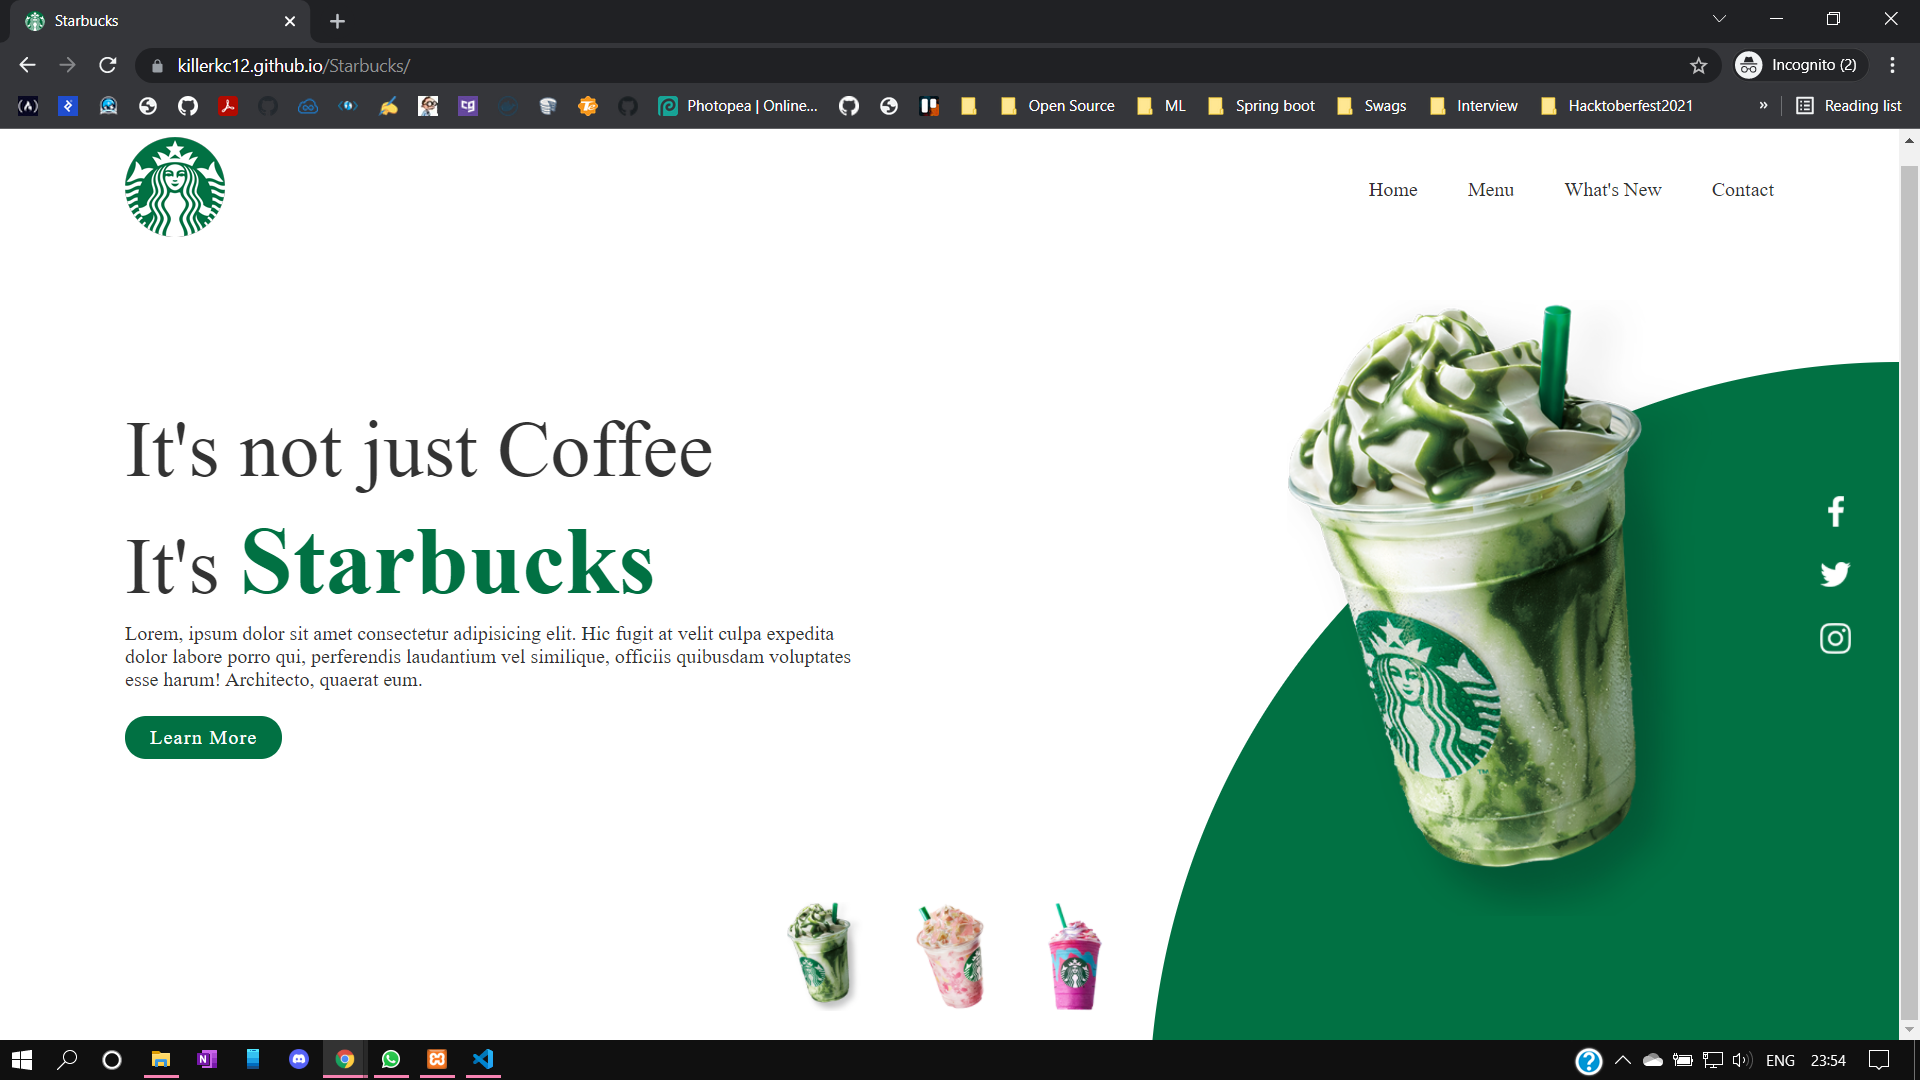 Starbucks
killerkc12.github.io/Starbucks/
Incognito (2)
Photopea | Online...
Open Source
ML
Spring boot
Swags
Interview
Hacktoberfest2021
»
Reading list
Home
Menu
What's New
Contact
It's not just Coffee
It's Starbucks
Lorem, ipsum dolor sit amet consectetur adipisicing elit. Hic fugit at velit culpa expedita
dolor labore porro qui, perferendis laudantium vel similique, officiis quibusdam voluptates
esse harum! Architecto, quaerat eum.
Learn More
TM
ENG
23:54